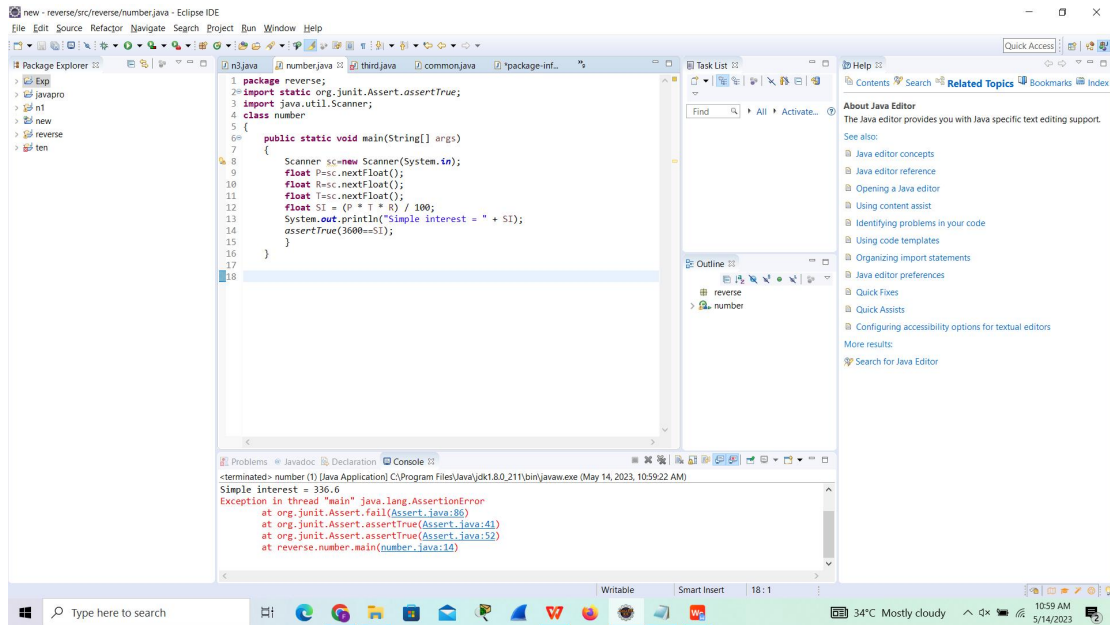 new - reverse/src/reverse/number.java - Eclipse IDE
File Edit Source Refactor Navigate Search Project Run Window Help
Quick Access
Package Explorer
Exp
javapro
n1
new
reverse
ten
n3.java number.java third.java common.java *package-inf...
1 package reverse;
2 import static org.junit.Assert.assertTrue;
3 import java.util.Scanner;
4 class number
5 {
6 public static void main(String[] args)
7 {
8 Scanner sc=new Scanner(System.in);
9 float P=sc.nextFloat();
10 float R=sc.nextFloat();
11 float T=sc.nextFloat();
12 float SI = (P * T * R) / 100;
13 System.out.println("Simple interest = " + SI);
14 assertTrue(3600==SI);
15 }
16 }
17
18
Task List
Find All Activate...
Outline
reverse
number
Help
Contents Search Related Topics Bookmarks Index
About Java Editor
The Java editor provides you with Java specific text editing support.
See also:
Java editor concepts
Java editor reference
Opening a Java editor
Using content assist
Identifying problems in your code
Using code templates
Organizing import statements
Java editor preferences
Quick Fixes
Quick Assists
Configuring accessibility options for textual editors
More results:
Search for Java Editor
Problems Javadoc Declaration Console
<terminated> number (1) [Java Application] C:\Program Files\Java\jdk1.8.0_211\bin\javaw.exe (May 14, 2023, 10:59:22 AM)
Simple interest = 336.6
Exception in thread "main" java.lang.AssertionError
at org.junit.Assert.fail(Assert.java:86)
at org.junit.Assert.assertTrue(Assert.java:41)
at org.junit.Assert.assertTrue(Assert.java:52)
at reverse.number.main(number.java:14)
Writable Smart Insert 18 : 1
Type here to search
34°C Mostly cloudy
10:59 AM
5/14/2023